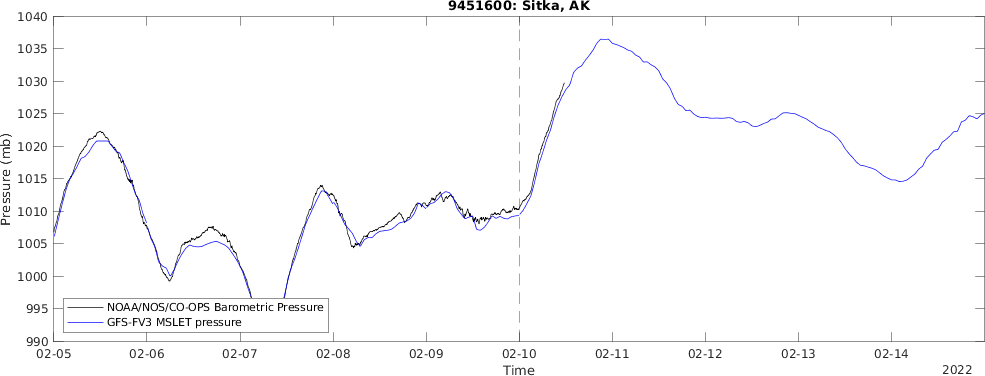 9451600: Sitka, AK
Pressure (mb)
1040
1035
1030
1025
1020
1015
1010
1005
1000
995
990
NOAA/NOS/CO-OPS Barometric Pressure
GFS-FV3 MSLET pressure
02-05 02-06 02-07 02-08 02-09 02-10 02-11 02-12 02-13 02-14
Time
2022